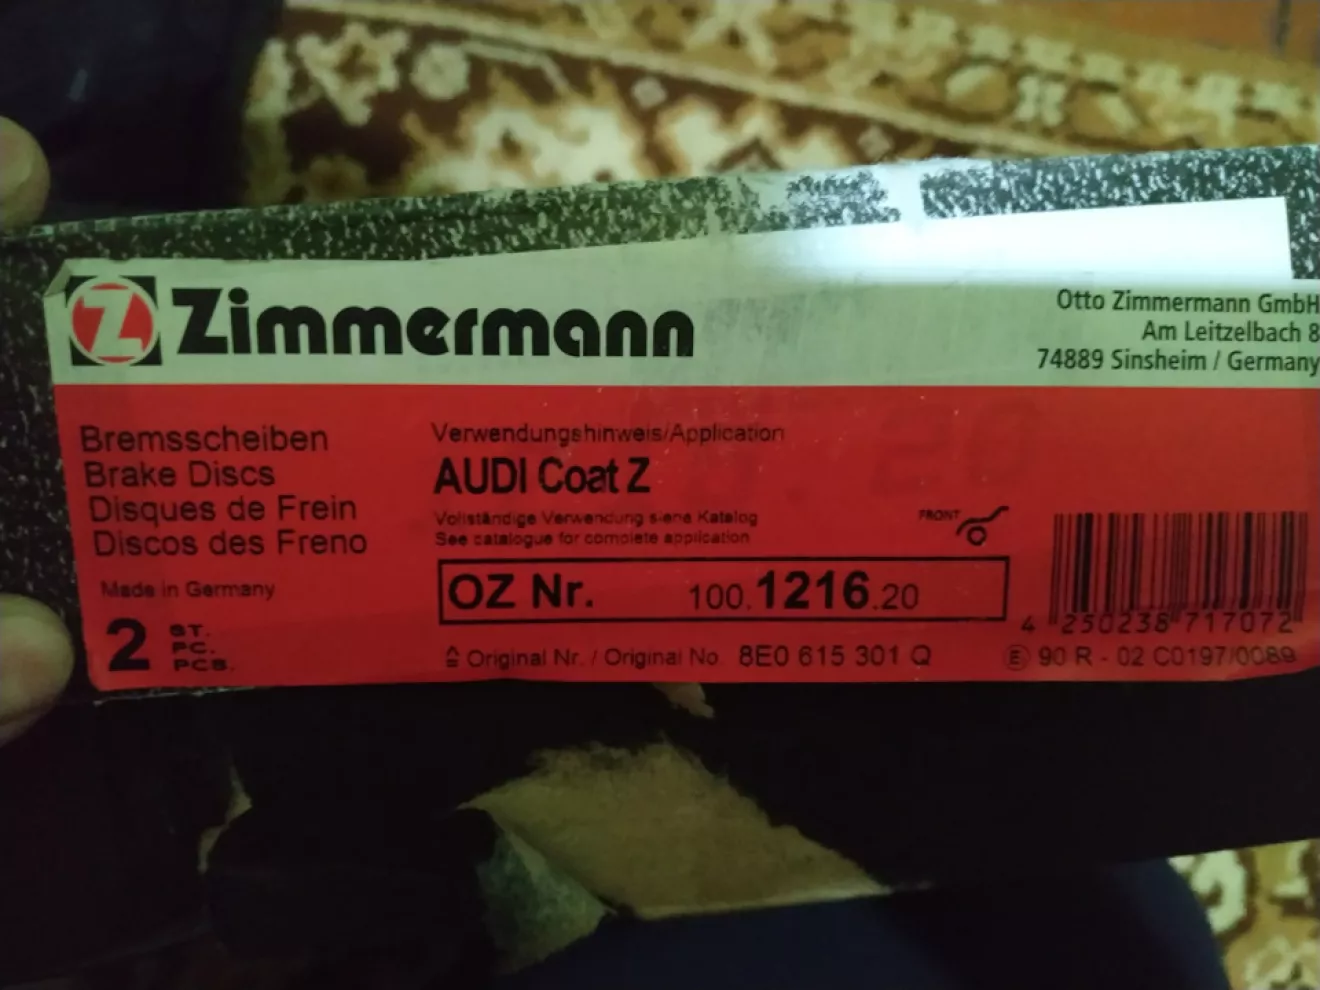 Zimmermann
Otto Zimmermann GmbH
Am Leitzelbach 8
74889 Sinsheim / Germany
Bremsscheiben
Brake Discs
Disques de Frein
Discos des Freno
Made in Germany
2 ST.
PC.
PCS.
Verwendungshinweis/Application
AUDI Coat Z
Vollständige Verwendung siehe Katalog
See catalogue for complete application
FRONT
OZ Nr. 100.1216.20
≙ Original Nr. / Original No. 8E0 615 301 Q
4 250238 717072
E 90 R - 02 C0197/0089